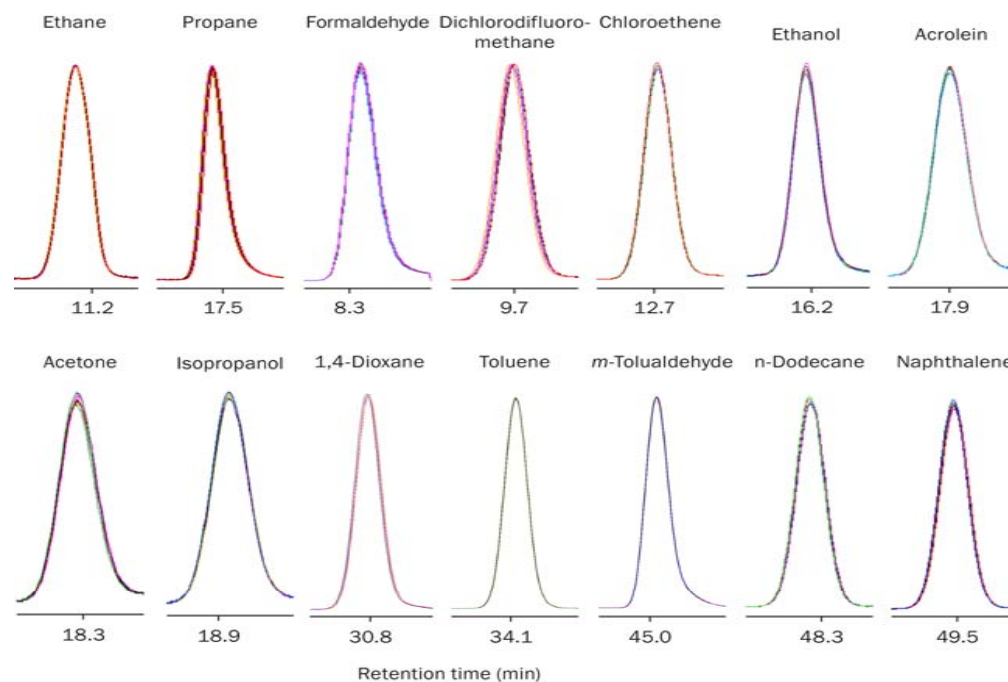 Ethane
Propane
Formaldehyde
Dichlorodifluoro-
methane
Chloroethene
Ethanol
Acrolein
11.2
17.5
8.3
9.7
12.7
16.2
17.9
Acetone
Isopropanol
1,4-Dioxane
Toluene
m-Tolualdehyde
n-Dodecane
Naphthalene
18.3
18.9
30.8
34.1
45.0
48.3
49.5
Retention time (min)